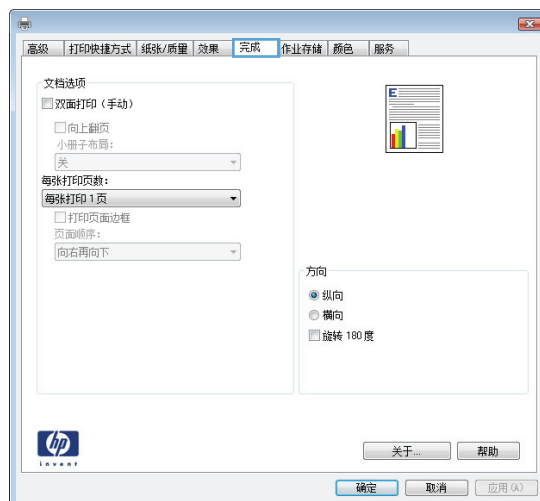 高级 打印快捷方式 纸张/质量 效果 完成 作业存储 颜色 服务
文档选项
双面打印（手动）
向上翻页
小册子布局:
关
每张打印页数:
每张打印 1 页
打印页面边框
页面顺序:
向右再向下
E
方向
纵向
横向
旋转 180 度
hp
invent
关于...
帮助
确定
取消
应用(A)